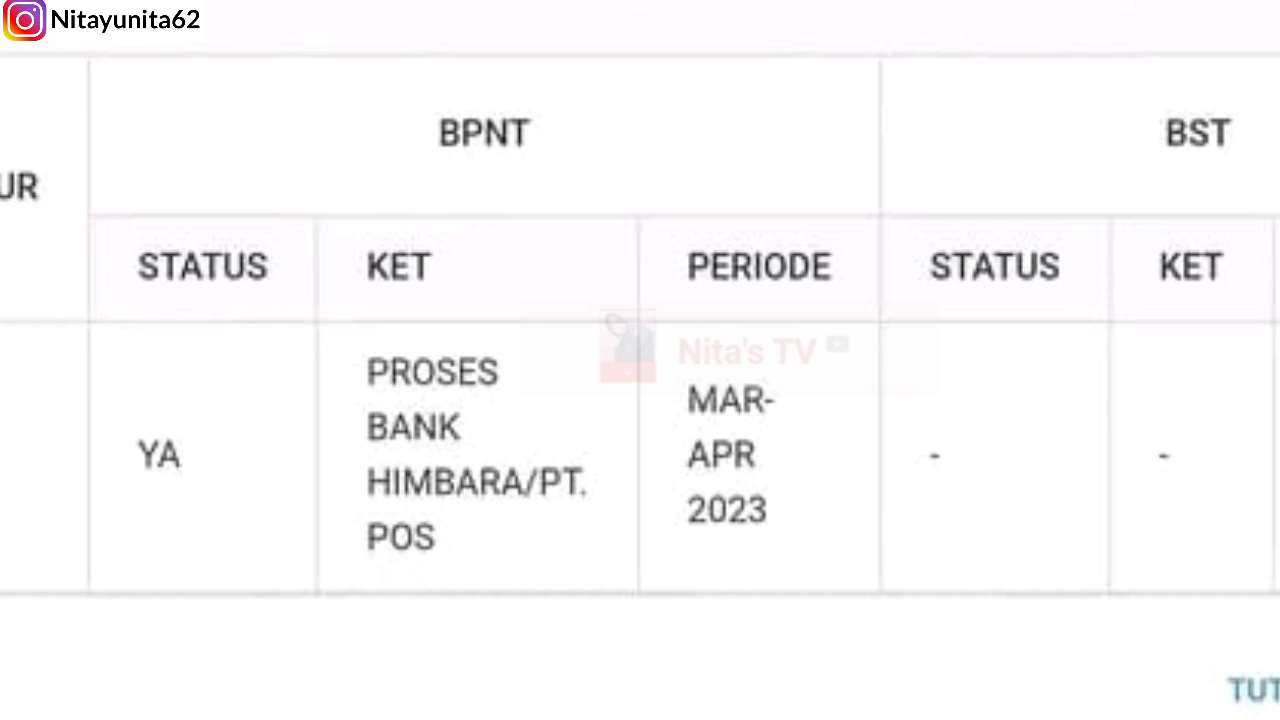 Nitayunita62
BPNT
BST
UR
STATUS
KET
PERIODE
STATUS
KET
Nita's TV
PROSES
BANK
HIMBARA/PT.
POS
YA
MAR-
APR
2023
-
-
TUT